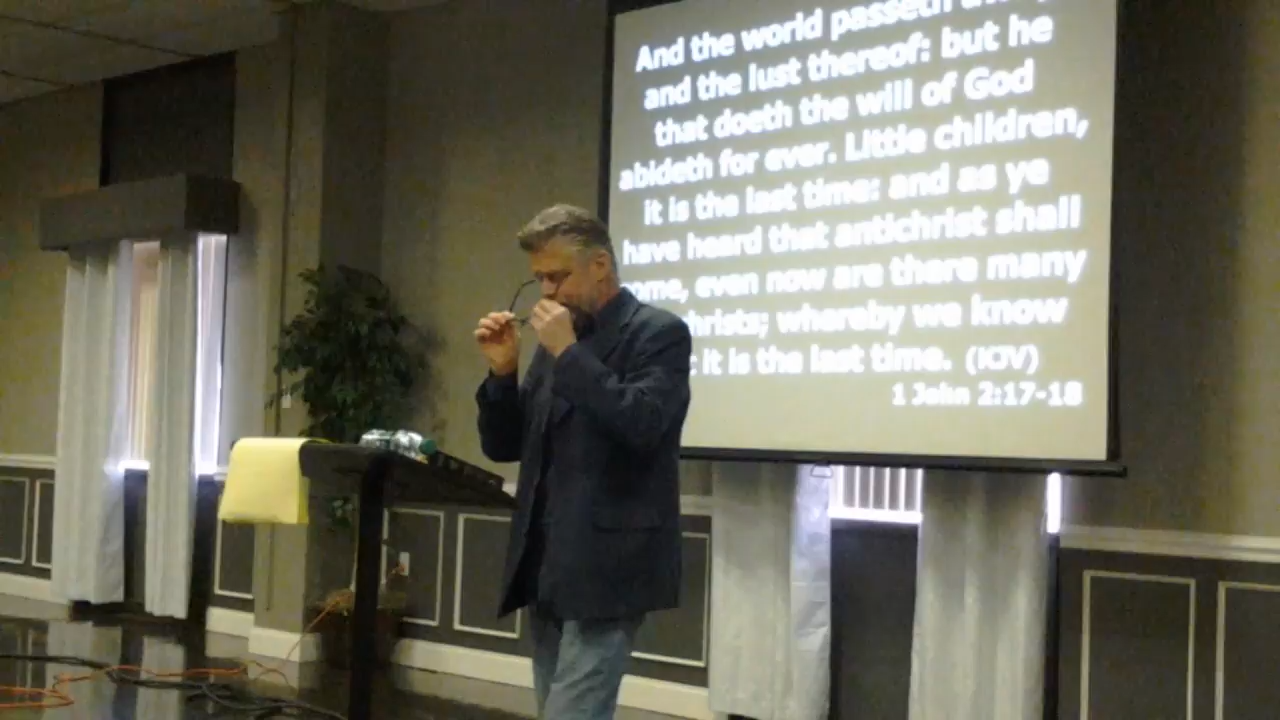 And the world passeth
and the lust thereof: but he
that doeth the will of God
abideth for ever. Little children,
it is the last time: and as ye
have heard that antichrist shall
ome, even now are there many
hrists; whereby we know
t it is the last time. (KJV)
1 John 2:17-18